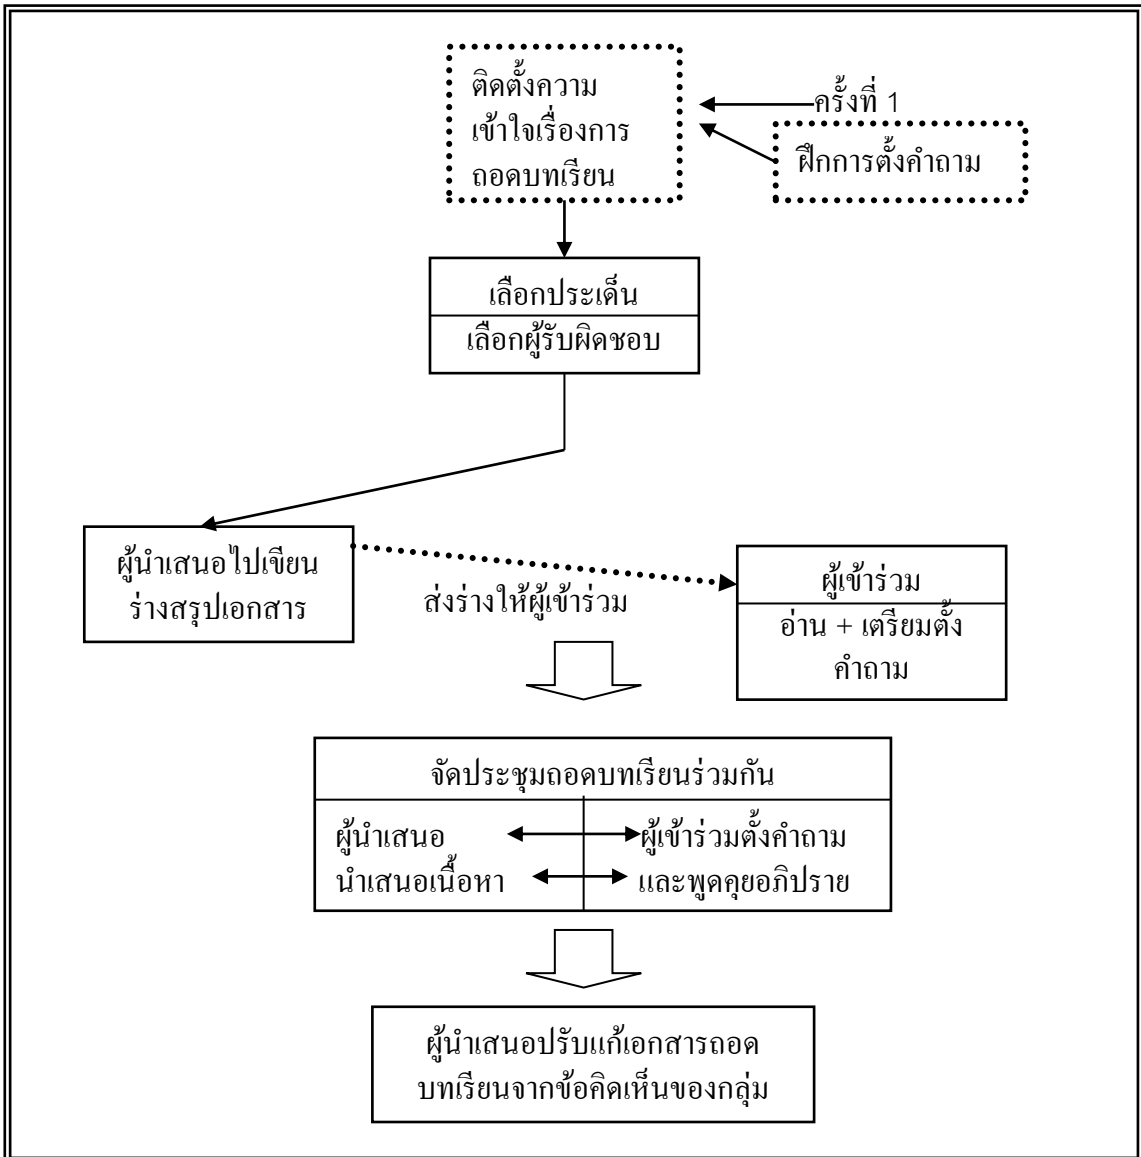 ติดตั้งความ
เข้าใจเรื่องการ
ถอดบทเรียน
ครั้งที่ 1
ฝึกการตั้งคำถาม
เลือกประเด็น
เลือกผู้รับผิดชอบ
ผู้นำเสนอไปเขียน
ร่างสรุปเอกสาร
ส่งร่างให้ผู้เข้าร่วม
ผู้เข้าร่วม
อ่าน + เตรียมตั้ง
คำถาม
จัดประชุมถอดบทเรียนร่วมกัน
ผู้นำเสนอ
นำเสนอเนื้อหา
ผู้เข้าร่วมตั้งคำถาม
และพูดคุยอภิปราย
ผู้นำเสนอปรับแก้เอกสารถอด
บทเรียนจากข้อคิดเห็นของกลุ่ม